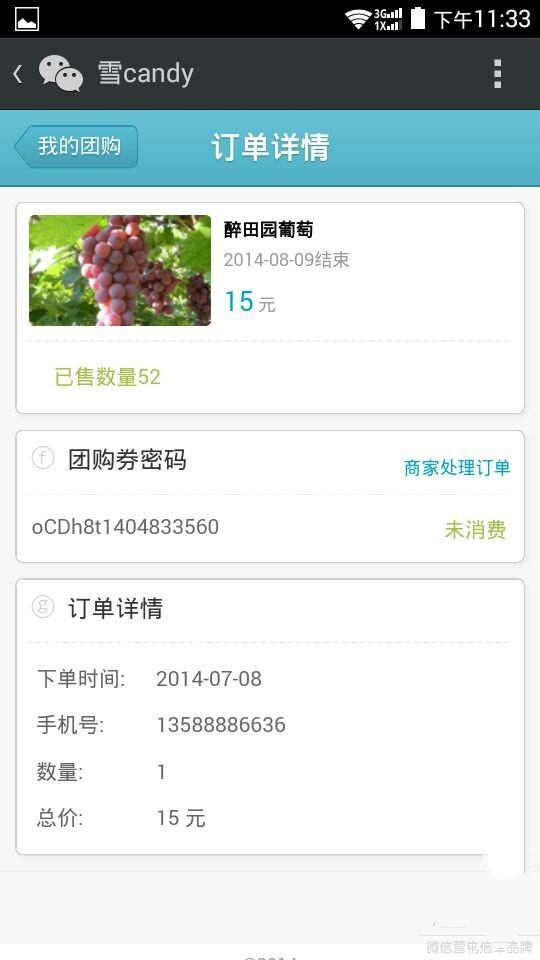 3G
1X
下午11:33
雪candy
我的团购
订单详情
醉田园葡萄
2014-08-09结束
15 元
已售数量52
f 团购券密码
商家处理订单
oCDh8t1404833560
未消费
g 订单详情
下单时间: 2014-07-08
手机号: 13588886636
数量: 1
总价: 15 元
微信营销信
品牌